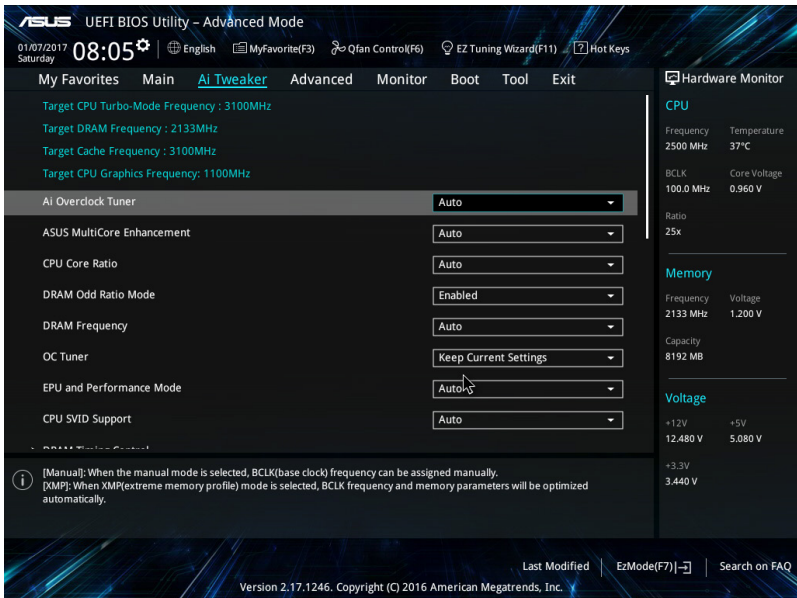 ASUS UEFI BIOS Utility – Advanced Mode
01/07/2017
Saturday
08:05
English
MyFavorite(F3)
Qfan Control(F6)
EZ Tuning Wizard(F11)
? Hot Keys
My Favorites Main Ai Tweaker Advanced Monitor Boot Tool Exit
Target CPU Turbo-Mode Frequency : 3100MHz
Target DRAM Frequency : 2133MHz
Target Cache Frequency : 3100MHz
Target CPU Graphics Frequency: 1100MHz
Ai Overclock Tuner Auto
ASUS MultiCore Enhancement Auto
CPU Core Ratio Auto
DRAM Odd Ratio Mode Enabled
DRAM Frequency Auto
OC Tuner Keep Current Settings
EPU and Performance Mode Auto
CPU SVID Support Auto
> DRAM Timing Control
[Manual]: When the manual mode is selected, BCLK(base clock) frequency can be assigned manually.
[XMP]: When XMP(extreme memory profile) mode is selected, BCLK frequency and memory parameters will be optimized
automatically.
Hardware Monitor
CPU
Frequency Temperature
2500 MHz 37°C
BCLK Core Voltage
100.0 MHz 0.960 V
Ratio
25x
Memory
Frequency Voltage
2133 MHz 1.200 V
Capacity
8192 MB
Voltage
+12V +5V
12.480 V 5.080 V
+3.3V
3.440 V
Last Modified
EzMode(F7)
Search on FAQ
Version 2.17.1246. Copyright (C) 2016 American Megatrends, Inc.